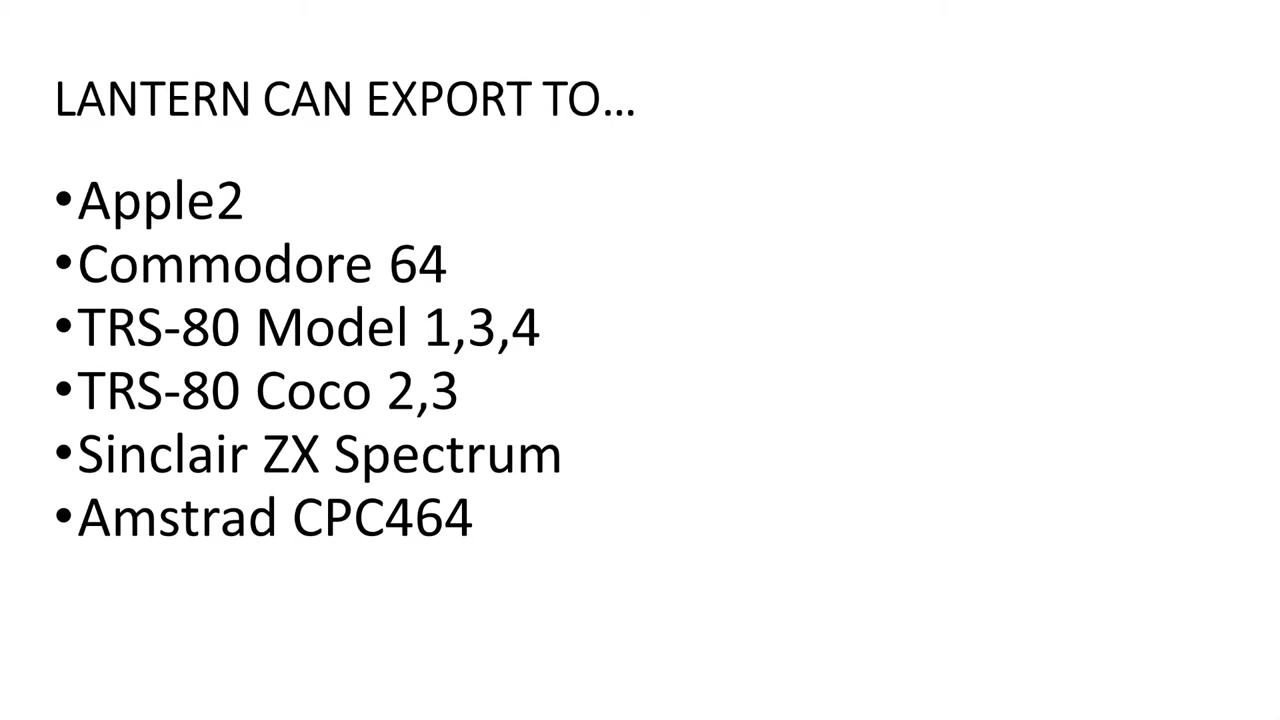 LANTERN CAN EXPORT TO...
•Apple2
•Commodore 64
•TRS-80 Model 1,3,4
•TRS-80 Coco 2,3
•Sinclair ZX Spectrum
•Amstrad CPC464